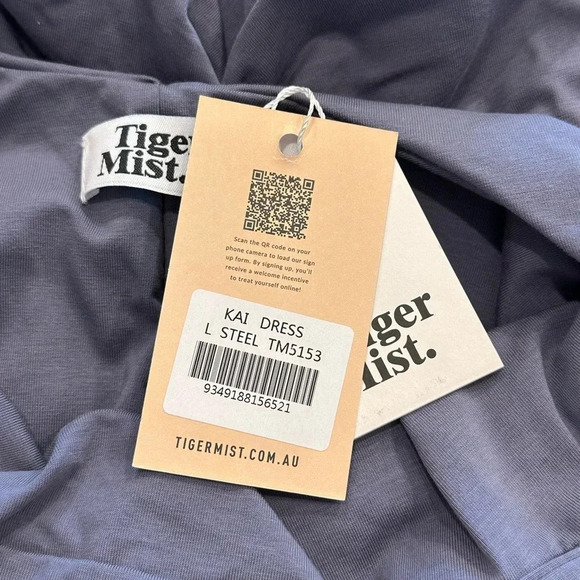 Tiger
Mist.
Scan the QR code on your
phone camera to load our sign
up form. By signing up, you'll
receive a welcome incentive
to treat yourself online!
KAI DRESS
L STEEL TM5153
9349188156521
TIGERMIST.COM.AU
ger
ist.